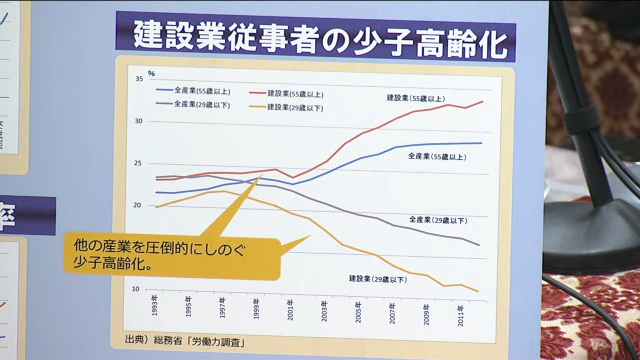 建設業従事者の少子高齢化
%
35
全産業(55歳以上)
建設業(55歳以上)
全産業(29歳以下)
建設業(29歳以下)
建設業(55歳以上)
30
全産業(55歳以上)
25
20
全産業(29歳以下)
率
他の産業を圧倒的にしのぐ
少子高齢化。
建設業(29歳以下)
10
1993年
1995年
1997年
1999年
2001年
2003年
2005年
2007年
2009年
2011年
出典）総務省「労働力調査」